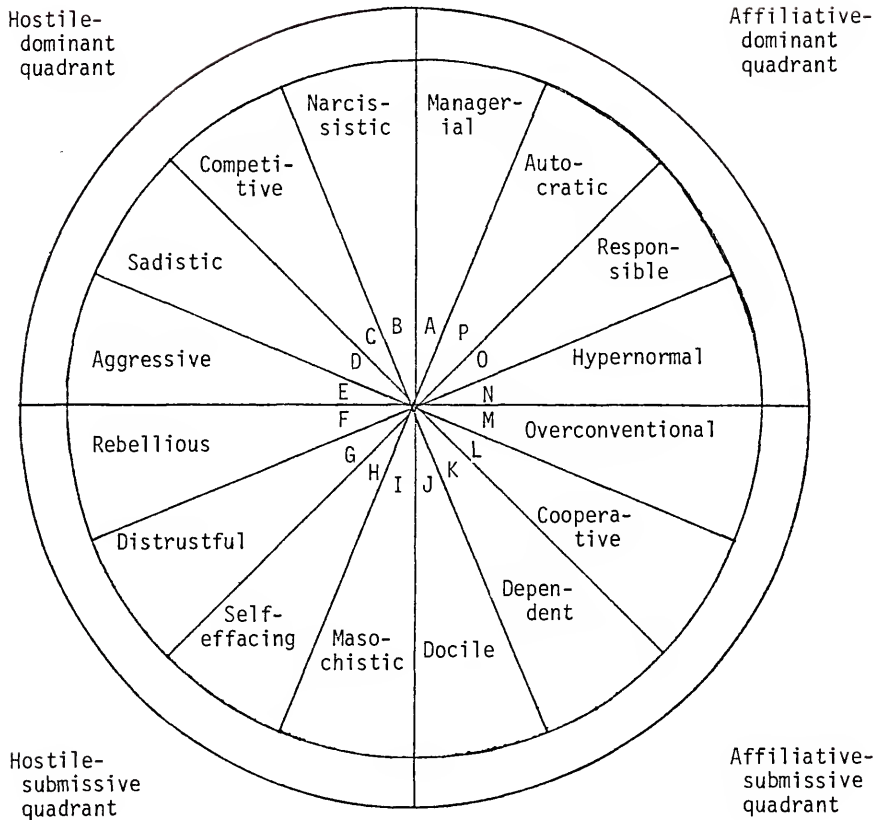 Hostile-
dominant
quadrant
Affiliative-
dominant
quadrant
Narcis-
sistic
Manager-
ial
Competi-
tive
Auto-
cratic
Sadistic
Respon-
sible
Aggressive
Hypernormal
C
B
A
P
D
O
E
N
F
M
G
L
H
I
J
K
Rebellious
Overconventional
Distrustful
Coopera-
tive
Self-
effacing
Maso-
chistic
Docile
Depen-
dent
Hostile-
submissive
quadrant
Affiliative-
submissive
quadrant